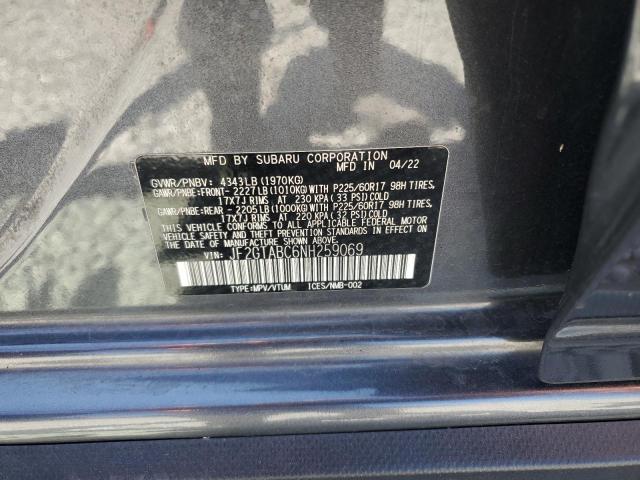 MFD BY SUBARU CORPORATION
MFD IN 04/22
GVWR/PNBV: 4343LB(1970KG)
GAWR/PNBE:FRONT- 2227LB(1010KG)WITH P225/60R17 98H TIRES,
17X7J RIMS AT 230 KPA(33 PSI)COLD
GAWR/PNBE:REAR - 2205LB(1000KG)WITH P225/60R17 98H TIRES,
17X7J RIMS AT 220 KPA(32 PSI)COLD
THIS VEHICLE CONFORMS TO ALL APPLICABLE FEDERAL MOTOR
VEHICLE SAFETY AND THEFT PREVENTION STANDARDS IN EFFECT ON
THE DATE OF MANUFACTURE SHOWN ABOVE.
VIN: JF2GTABC6NH259069
TYPE:MPV/VTUM ICES/NMB-002